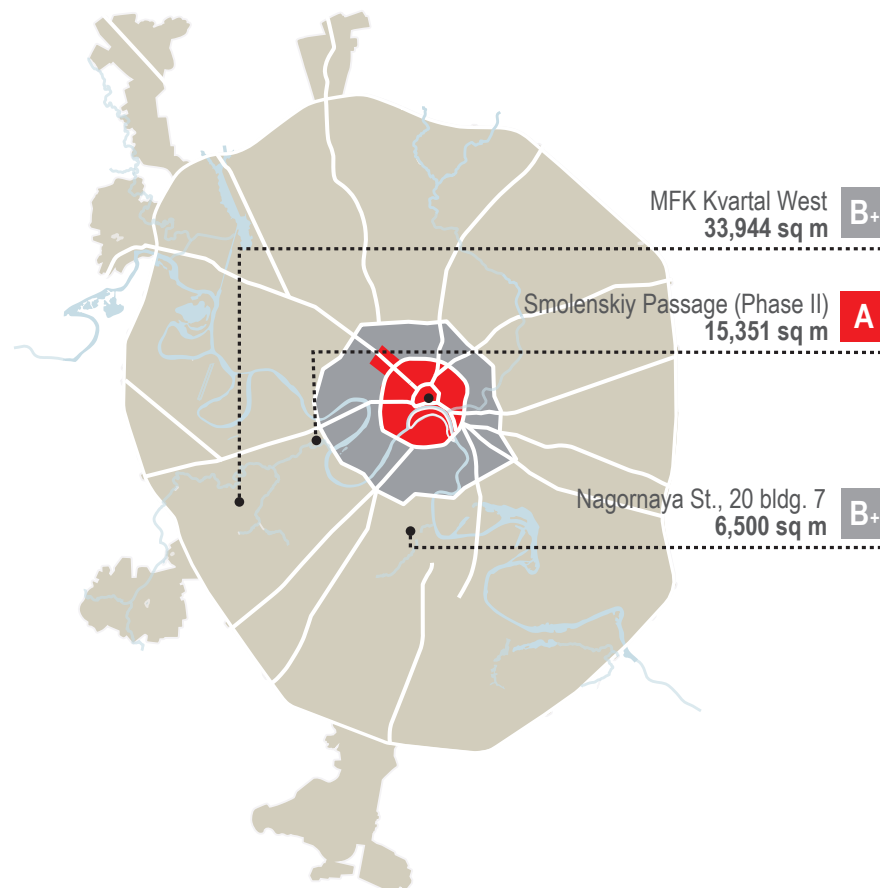 MFK Kvartal West
33,944 sq m
B+
Smolenskiy Passage (Phase II)
15,351 sq m
A
Nagornaya St., 20 bldg. 7
6,500 sq m
B+